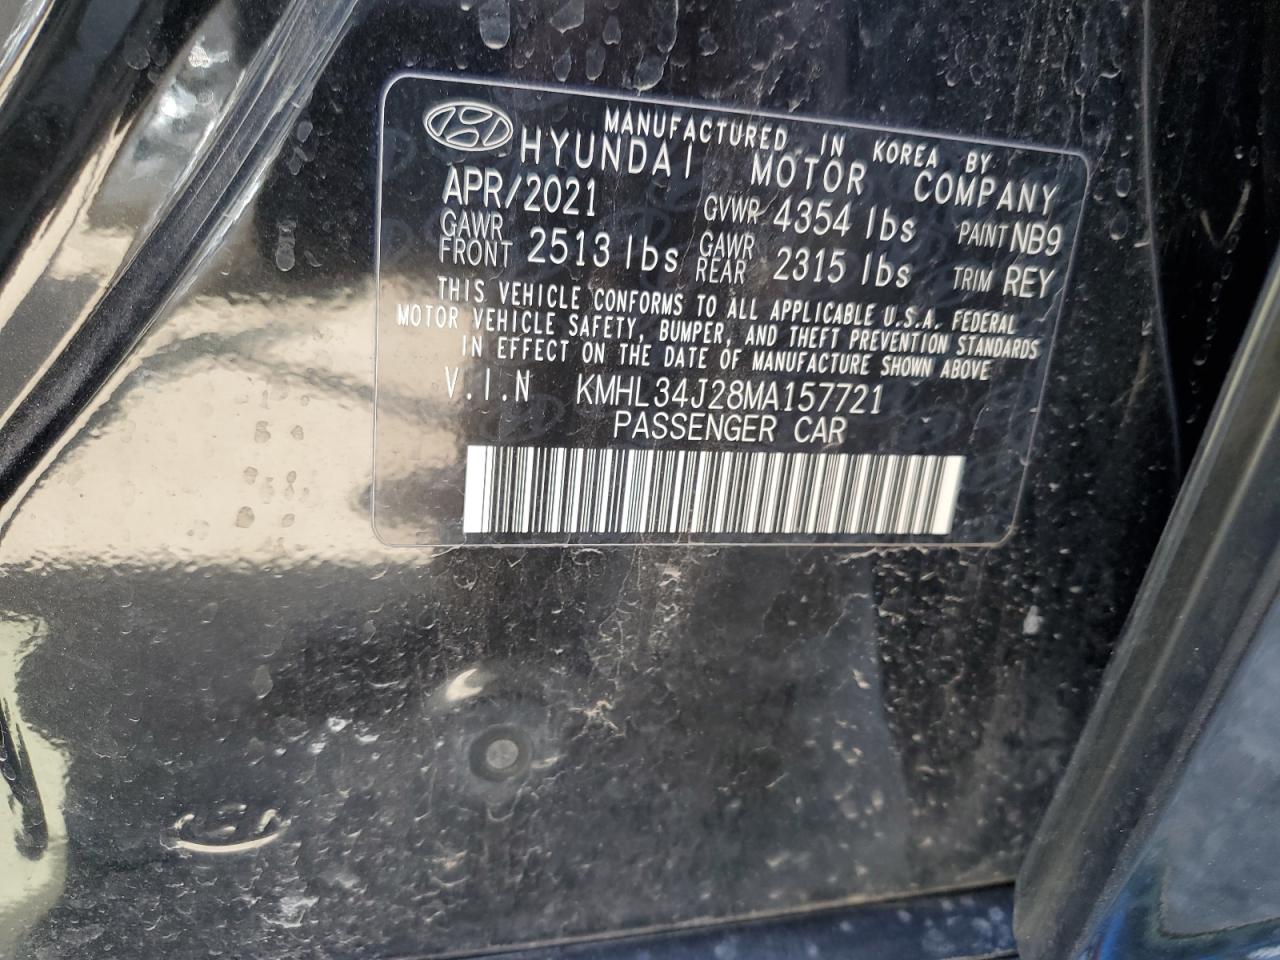 MANUFACTURED IN KOREA BY
HYUNDAI MOTOR COMPANY
APR/2021 GVWR 4354 lbs PAINT NB9
GAWR FRONT 2513 lbs GAWR REAR 2315 lbs TRIM REY
THIS VEHICLE CONFORMS TO ALL APPLICABLE U.S.A. FEDERAL
MOTOR VEHICLE SAFETY, BUMPER, AND THEFT PREVENTION STANDARDS
IN EFFECT ON THE DATE OF MANUFACTURE SHOWN ABOVE
V.I.N KMHL34J28MA157721
PASSENGER CAR